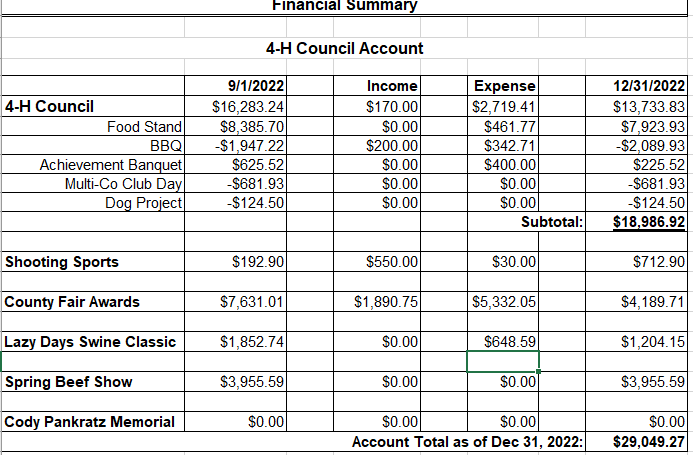 Financial Summary
4-H Council Account
9/1/2022 Income Expense 12/31/2022
4-H Council $16,283.24 $170.00 $2,719.41 $13,733.83
Food Stand $8,385.70 $0.00 $461.77 $7,923.93
BBQ -$1,947.22 $200.00 $342.71 -$2,089.93
Achievement Banquet $625.52 $0.00 $400.00 $225.52
Multi-Co Club Day -$681.93 $0.00 $0.00 -$681.93
Dog Project -$124.50 $0.00 $0.00 -$124.50
Subtotal: $18,986.92
Shooting Sports $192.90 $550.00 $30.00 $712.90
County Fair Awards $7,631.01 $1,890.75 $5,332.05 $4,189.71
Lazy Days Swine Classic $1,852.74 $0.00 $648.59 $1,204.15
Spring Beef Show $3,955.59 $0.00 $0.00 $3,955.59
Cody Pankratz Memorial $0.00 $0.00 $0.00 $0.00
Account Total as of Dec 31, 2022: $29,049.27